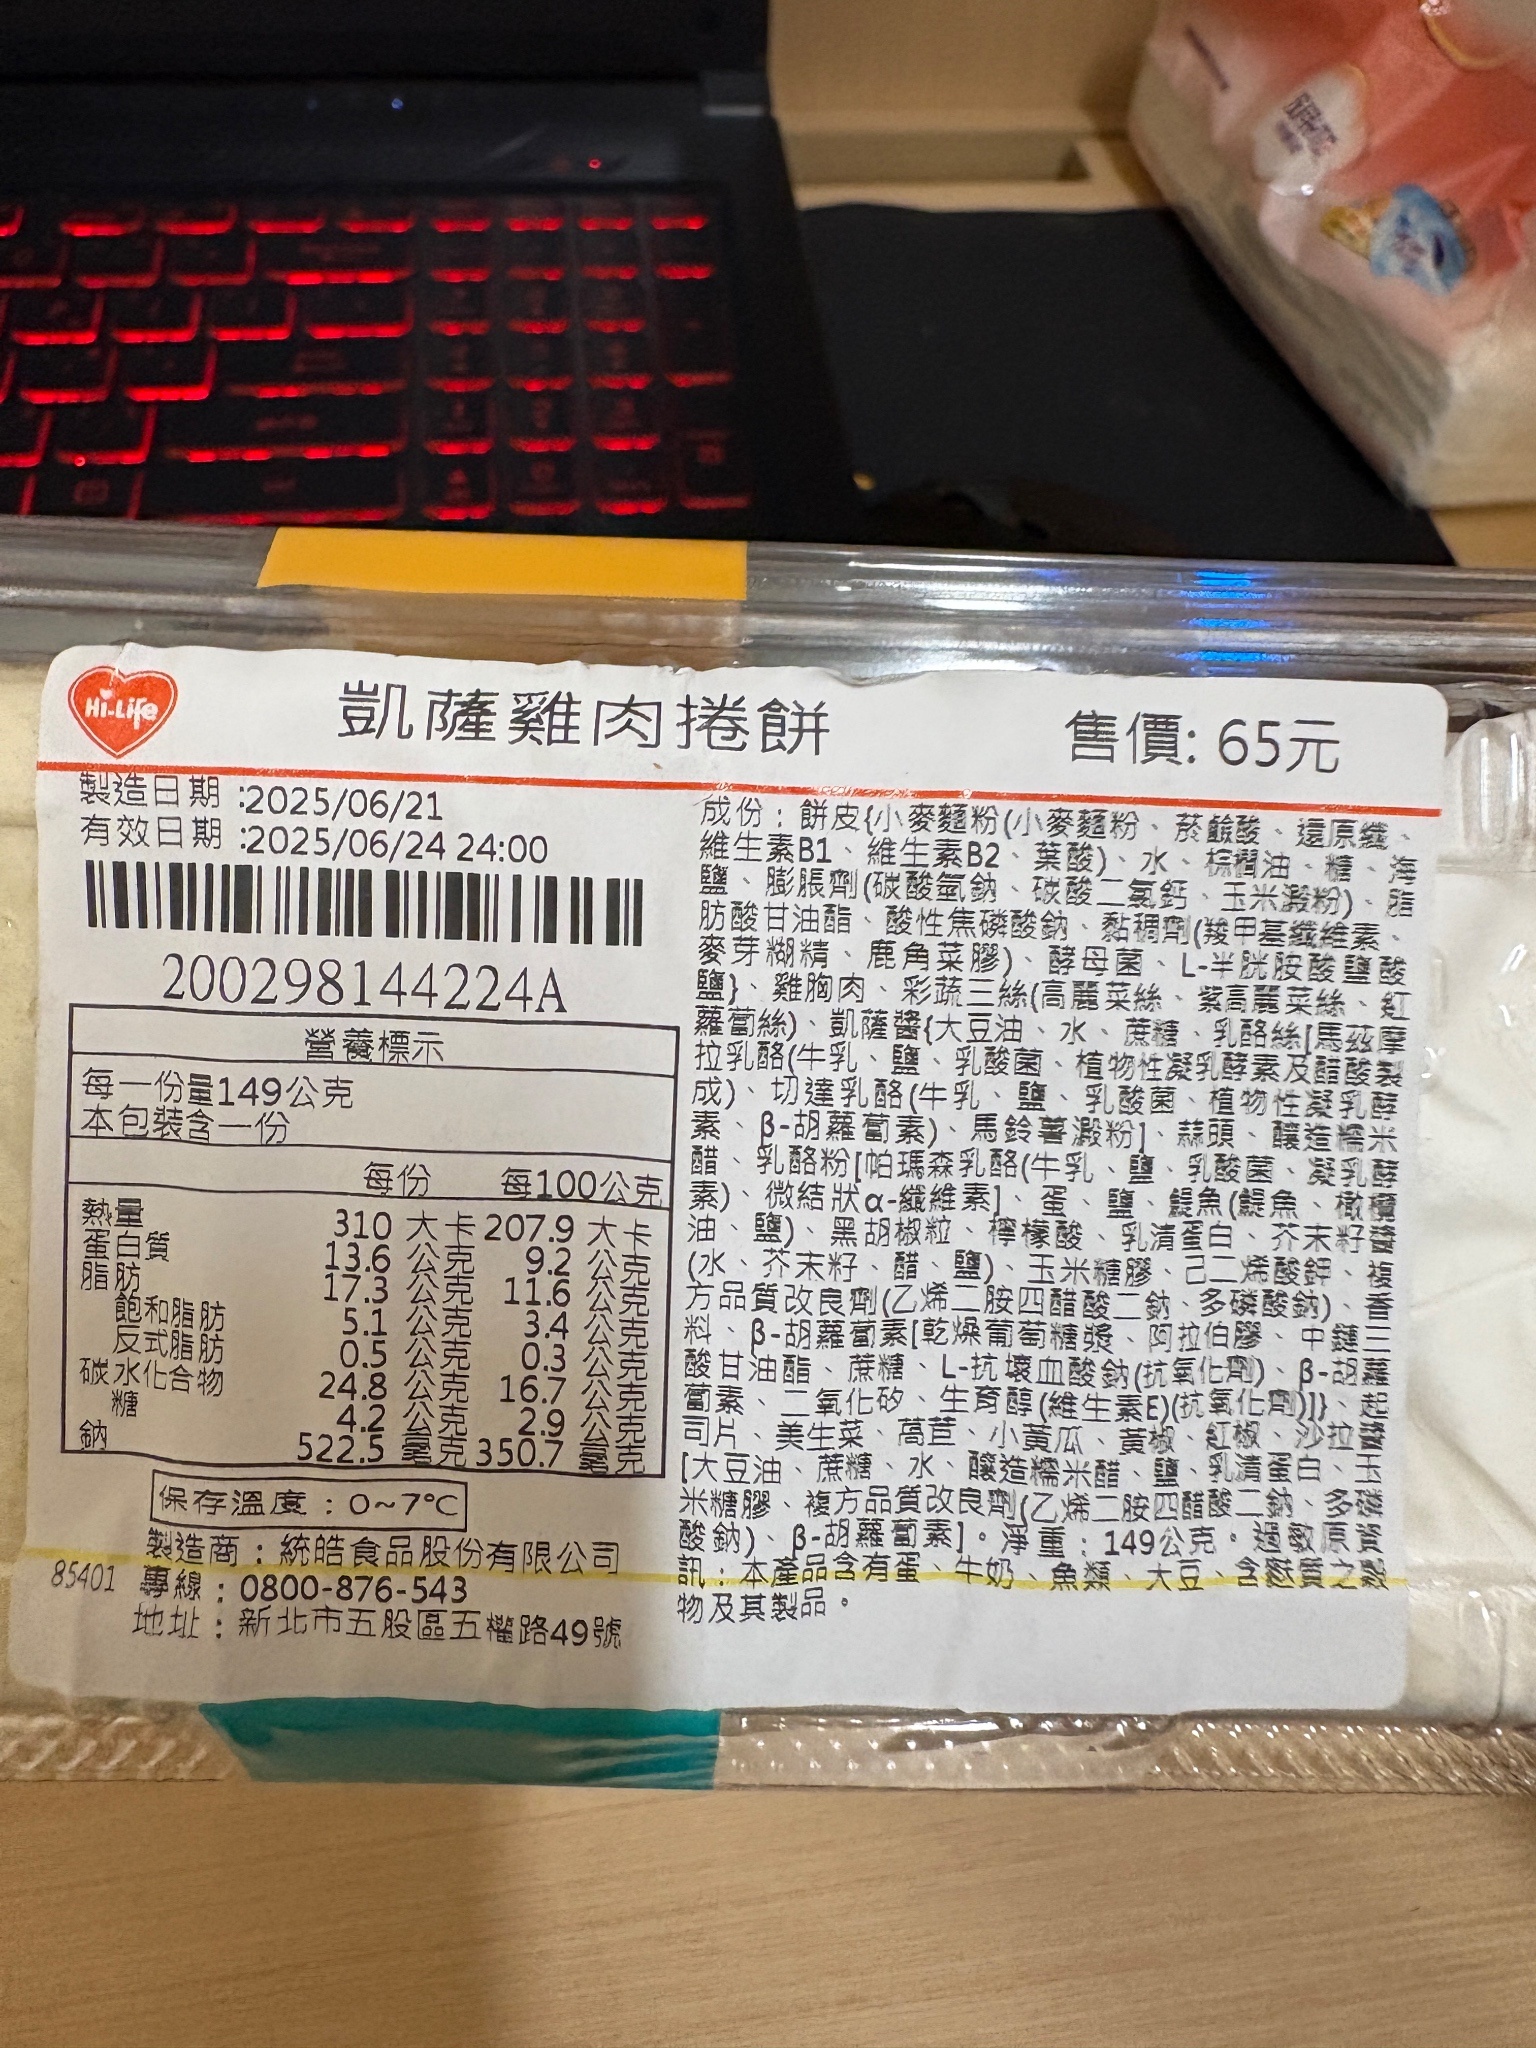 Hi-Life
凱薩雞肉捲餅
售價: 65元
製造日期 :2025/06/21
有效日期 :2025/06/24 24:00
200298144224A
營養標示
每一份量149公克
本包裝含一份
每份 每100公克
熱量 310 大卡 207.9 大卡
蛋白質 13.6 公克 9.2 公克
脂肪 17.3 公克 11.6 公克
飽和脂肪 5.1 公克 3.4 公克
反式脂肪 0.5 公克 0.3 公克
碳水化合物 24.8 公克 16.7 公克
糖 4.2 公克 2.9 公克
鈉 522.5 毫克 350.7 毫克
保存溫度：0~7℃
製造商：統皓食品股份有限公司
85401 專線：0800-876-543
地址：新北市五股區五權路49號
成份：餅皮{小麥麵粉(小麥麵粉、菸鹼酸、還原鐵、
維生素B1、維生素B2、葉酸)、水、棕櫚油、糖、海
鹽、膨脹劑(碳酸氫鈉、碳酸二氫鈣、玉米澱粉)、脂
肪酸甘油酯、酸性焦磷酸鈉、黏稠劑(羧甲基纖維素、
麥芽糊精、鹿角菜膠)、酵母菌、L-半胱胺酸鹽酸
鹽}、雞胸肉、彩蔬三絲(高麗菜絲、紫高麗菜絲、紅
蘿蔔絲)、凱薩醬{大豆油、水、蔗糖、乳酪絲[馬茲摩
拉乳酪(牛乳、鹽、乳酸菌、植物性凝乳酵素及醋酸製
成)、切達乳酪(牛乳、鹽、乳酸菌、植物性凝乳酵
素、β-胡蘿蔔素)、馬鈴薯澱粉]、蒜頭、釀造糯米
醋、乳酪粉[帕瑪森乳酪(牛乳、鹽、乳酸菌、凝乳酵
素)、微結狀α-纖維素]、蛋、鹽、鯷魚(鯷魚、橄欖
油、鹽)、黑胡椒粒、檸檬酸、乳清蛋白、芥末籽醬
(水、芥末籽、醋、鹽)、玉米糖膠、己二烯酸鉀、複
方品質改良劑(乙烯二胺四醋酸二鈉、多磷酸鈉)、香
料、β-胡蘿蔔素[乾燥葡萄糖漿、阿拉伯膠、中鏈三
酸甘油酯、蔗糖、L-抗壞血酸鈉(抗氧化劑)、β-胡蘿
蔔素、二氧化矽、生育醇(維生素E)(抗氧化劑)]}、起
司片、美生菜、萵苣、小黃瓜、黃椒、紅椒、沙拉醬
[大豆油、蔗糖、水、釀造糯米醋、鹽、乳清蛋白、玉
米糖膠、複方品質改良劑(乙烯二胺四醋酸二鈉、多磷
酸鈉)、β-胡蘿蔔素]。淨重：149公克。過敏原資
訊：本產品含有蛋、牛奶、魚類、大豆、含麩質之穀
物及其製品。